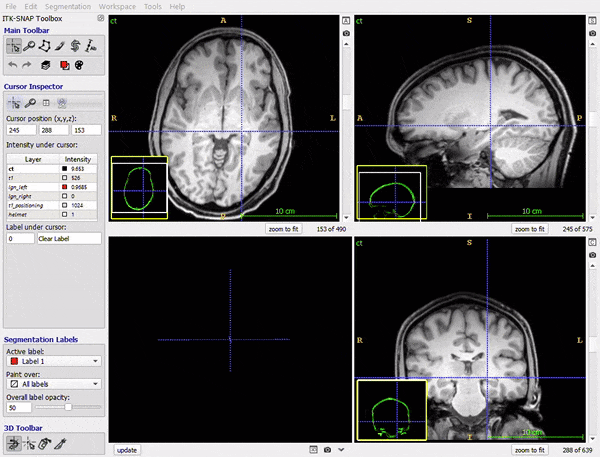 File Edit Segmentation Workspace Tools Help
ITK-SNAP Toolbox
Main Toolbar
Cursor Inspector
Cursor position (x,y,z):
245 288 153
Intensity under cursor:
Layer Intensity
ct 9.653
t1 526
lgn_left 0.9685
lgn_right 0
t1_positioning 1024
helmet 1
Label under cursor:
0 Clear Label
Segmentation Labels
Active label:
Label 1
Paint over:
All labels
Overall label opacity:
50
3D Toolbar
ct
A
R
L
P
10 cm
A
zoom to fit
153 of 490
ct
S
A
P
I
10 cm
S
zoom to fit
245 of 575
update
3D
ct
S
R
L
I
10 cm
zoom to fit
288 of 639